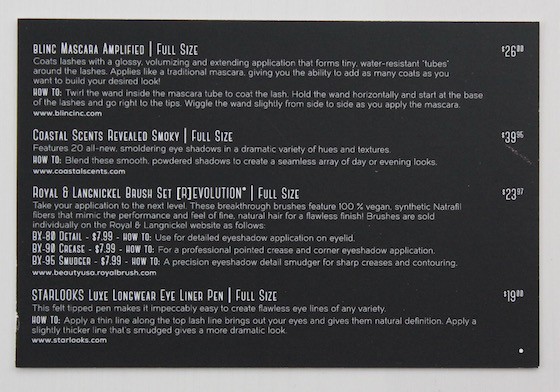 blinc Mascara Amplified | Full Size $26.00
Coats lashes with a glossy, volumizing and extending application that forms tiny, water-resistant "tubes"
around the lashes. Applies like a traditional mascara, giving you the ability to add as many coats as you
want to build your desired look!
HOW TO: Twirl the wand inside the mascara tube to coat the lash. Hold the wand horizontally and start at the base
of the lashes and go right to the tips. Wiggle the wand slightly from side to side as you apply the mascara.
www.blincinc.com
Coastal Scents Revealed Smoky | Full Size $39.95
Features 20 all-new, smoldering eye shadows in a dramatic variety of hues and textures.
HOW TO: Blend these smooth, powdered shadows to create a seamless array of day or evening looks.
www.coastalscents.com
Royal & Langnickel Brush Set [R]EVOLUTION® | Full Size $23.97
Take your application to the next level. These breakthrough brushes feature 100 % vegan, synthetic Natrafil
fibers that mimic the performance and feel of fine, natural hair for a flawless finish! Brushes are sold
individually on the Royal & Langnickel website as follows:
BX-80 Detail - $7.99 - HOW TO: Use for detailed eyeshadow application on eyelid.
BX-90 Crease - $7.99 - HOW TO: For a professional pointed crease and corner eyeshadow application.
BX-95 Smudger - $7.99 - HOW TO: A precision eyeshadow detail smudger for sharp creases and contouring.
www.beautyusa.royalbrush.com
STARLOOKS Luxe Longwear Eye Liner Pen | Full Size $19.00
This felt tipped pen makes it impeccably easy to create flawless eye lines of any variety.
HOW TO: Apply a thin line along the top lash line brings out your eyes and gives them natural definition. Apply a
slightly thicker line that's smudged gives a more dramatic look.
www.starlooks.com